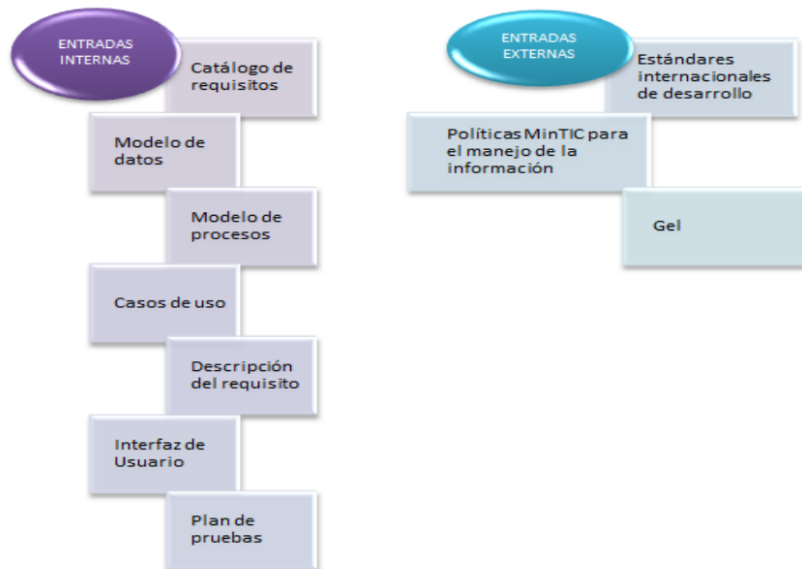 ENTRADAS
INTERNAS
Catálogo de
requisitos
Modelo de
datos
Modelo de
procesos
Casos de uso
Descripción
del requisito
Interfaz de
Usuario
Plan de
pruebas
ENTRADAS
EXTERNAS
Estándares
internacionales
de desarrollo
Políticas MinTIC para
el manejo de la
información
Gel